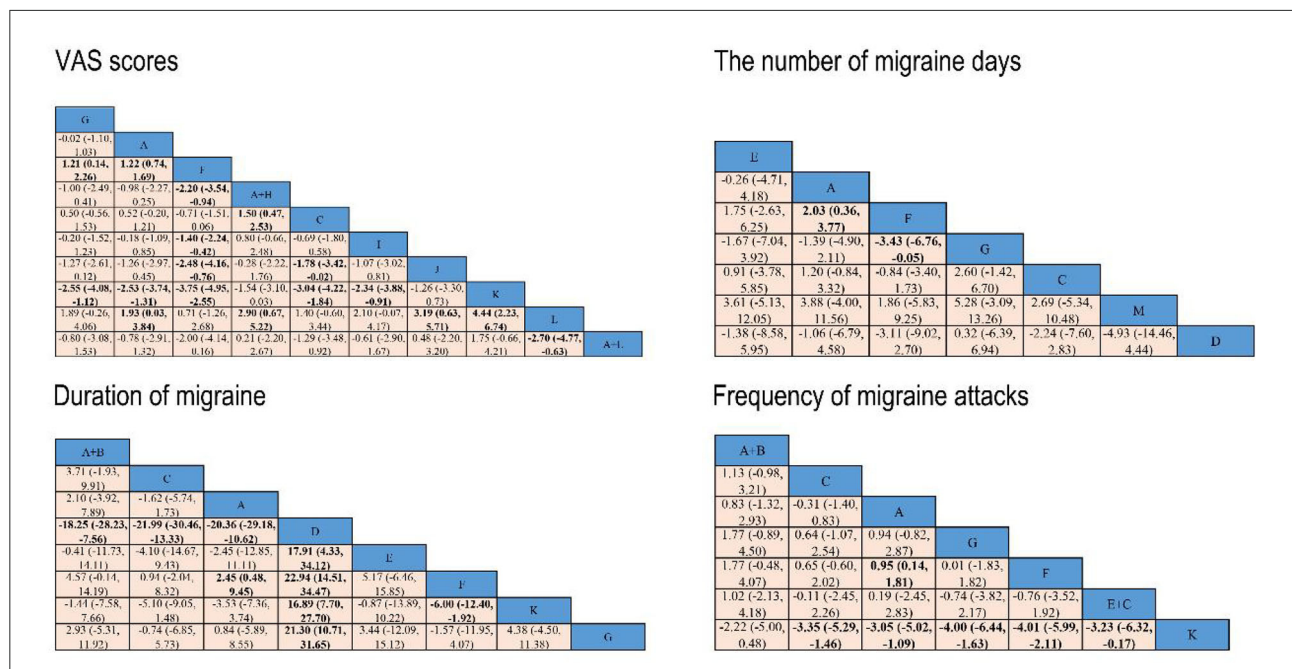 VAS scores
G
-0.02 (-1.10, A
1.03)
1.21 (0.14, 1.22 (0.74, F
2.26) 1.69)
-1.00 (-2.49, -0.98 (-2.27, -2.20 (-3.54, A+H
0.41) 0.25) -0.94)
0.50 (-0.56, 0.52 (-0.20, -0.71 (-1.51, 1.50 (0.47, C
1.53) 1.21) 0.06) 2.53)
-0.20 (-1.52, -0.18 (-1.09, -1.40 (-2.24, 0.80 (-0.66, -0.69 (-1.80, I
1.23) 0.85) -0.42) 2.48) 0.58)
-1.27 (-2.61, -1.26 (-2.97, -2.48 (-4.16, -0.28 (-2.22, -1.78 (-3.42, -1.07 (-3.02, J
0.12) 0.45) -0.76) 1.76) -0.02) 0.81)
-2.55 (-4.08, -2.53 (-3.74, -3.75 (-4.95, -1.54 (-3.10, -3.04 (-4.22, -2.34 (-3.88, -1.26 (-3.30, K
-1.12) -1.31) -2.55) 0.03) -1.84) -0.91) 0.73)
1.89 (-0.26, 1.93 (0.03, 0.71 (-1.26, 2.90 (0.67, 1.40 (-0.60, 2.10 (-0.07, 3.19 (0.63, 4.44 (2.23, L
4.06) 3.84) 2.68) 5.22) 3.44) 4.17) 5.71) 6.74)
-0.80 (-3.08, -0.78 (-2.91, -2.00 (-4.14, 0.21 (-2.20, -1.29 (-3.48, -0.61 (-2.90, 0.48 (-2.20, 1.75 (-0.66, -2.70 (-4.77, A+L
1.53) 1.32) 0.16) 2.67) 0.92) 1.67) 3.20) 4.21) -0.63)
The number of migraine days
E
-0.26 (-4.71, A
4.18)
1.75 (-2.63, 2.03 (0.36, F
6.25) 3.77)
-1.67 (-7.04, -1.39 (-4.90, -3.43 (-6.76, G
3.92) 2.11) -0.05)
0.91 (-3.78, 1.20 (-0.84, -0.84 (-3.40, 2.60 (-1.42, C
5.85) 3.32) 1.73) 6.70)
3.61 (-5.13, 3.88 (-4.00, 1.86 (-5.83, 5.28 (-3.09, 2.69 (-5.34, M
12.05) 11.56) 9.25) 13.26) 10.48)
-1.38 (-8.58, -1.06 (-6.79, -3.11 (-9.02, 0.32 (-6.39, -2.24 (-7.60, -4.93 (-14.46, D
5.95) 4.58) 2.70) 6.94) 2.83) 4.44)
Duration of migraine
A+B
3.71 (-1.93, C
9.91)
2.10 (-3.92, -1.62 (-5.74, A
7.89) 1.73)
-18.25 (-28.23, -21.99 (-30.46, -20.36 (-29.18, D
-7.56) -13.33) -10.62)
-0.41 (-11.73, -4.10 (-14.67, -2.45 (-12.85, 17.91 (4.33, E
14.11) 9.43) 11.11) 34.12)
4.57 (-0.14, 0.94 (-2.04, 2.45 (0.48, 22.94 (14.51, 5.17 (-6.46, F
14.19) 8.32) 9.45) 34.47) 15.85)
-1.44 (-7.58, -5.10 (-9.05, -3.53 (-7.36, 16.89 (7.70, -0.87 (-13.89, -6.00 (-12.40, K
7.66) 1.48) 3.74) 27.70) 10.22) -1.92)
2.93 (-5.31, -0.74 (-6.85, 0.84 (-5.89, 21.30 (10.71, 3.44 (-12.09, -1.57 (-11.95, 4.38 (-4.50, G
11.92) 5.73) 8.55) 31.65) 15.12) 4.07) 11.38)
Frequency of migraine attacks
A+B
1.13 (-0.98, C
3.21)
0.83 (-1.32, -0.31 (-1.40, A
2.93) 0.83)
1.77 (-0.89, 0.64 (-1.07, 0.94 (-0.82, G
4.50) 2.54) 2.87)
1.77 (-0.48, 0.65 (-0.60, 0.95 (0.14, 0.01 (-1.83, F
4.07) 2.02) 1.81) 1.82)
1.02 (-2.13, -0.11 (-2.45, 0.19 (-2.45, -0.74 (-3.82, -0.76 (-3.52, E+C
4.18) 2.26) 2.83) 2.17) 1.92)
-2.22 (-5.00, -3.35 (-5.29, -3.05 (-5.02, -4.00 (-6.44, -4.01 (-5.99, -3.23 (-6.32, K
0.48) -1.46) -1.09) -1.63) -2.11) -0.17)